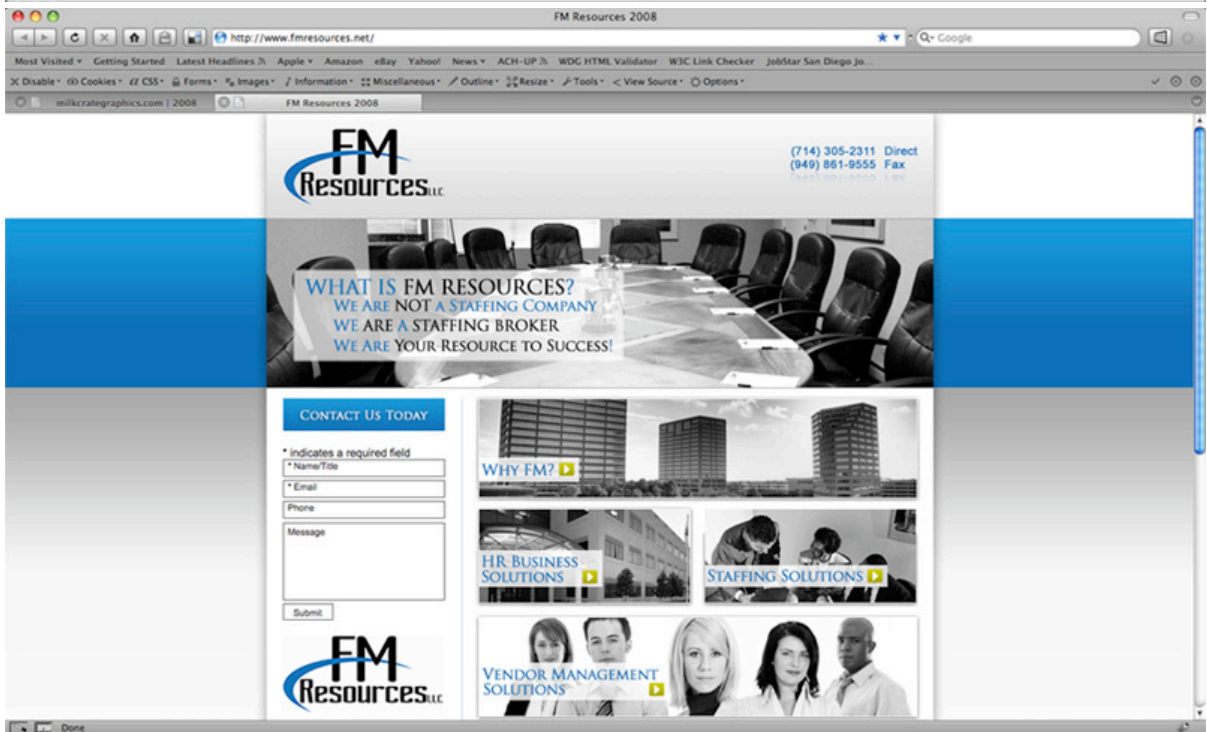 FM Resources 2008
http://www.fmresources.net/
Google
Most Visited Getting Started Latest Headlines Apple Amazon eBay Yahoo! News ACH-UP WDG HTML Validator W3C Link Checker JobStar San Diego Jo...
Disable Cookies CSS Forms Images Information Miscellaneous Outline Resize Tools View Source Options
milkcrategraphics.com | 2008 FM Resources 2008
FM
Resources LLC
(714) 305-2311 Direct
(949) 861-9555 Fax
WHAT IS FM RESOURCES?
WE ARE NOT A STAFFING COMPANY
WE ARE A STAFFING BROKER
WE ARE YOUR RESOURCE TO SUCCESS!
CONTACT US TODAY
* indicates a required field
* Name/Title
* Email
Phone
Message
Submit
FM
Resources LLC
WHY FM?
HR BUSINESS
SOLUTIONS
STAFFING SOLUTIONS
VENDOR MANAGEMENT
SOLUTIONS
Done